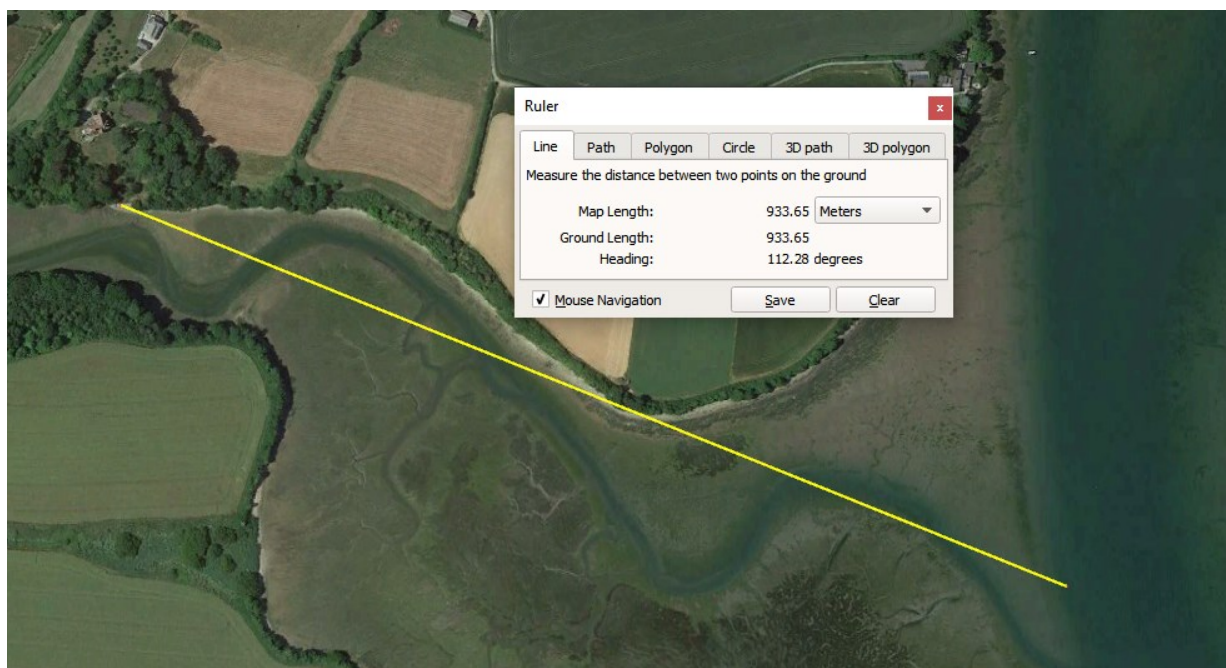 Ruler
x
Line Path Polygon Circle 3D path 3D polygon
Measure the distance between two points on the ground
Map Length: 933.65 Meters
Ground Length: 933.65
Heading: 112.28 degrees
Mouse Navigation Save Clear